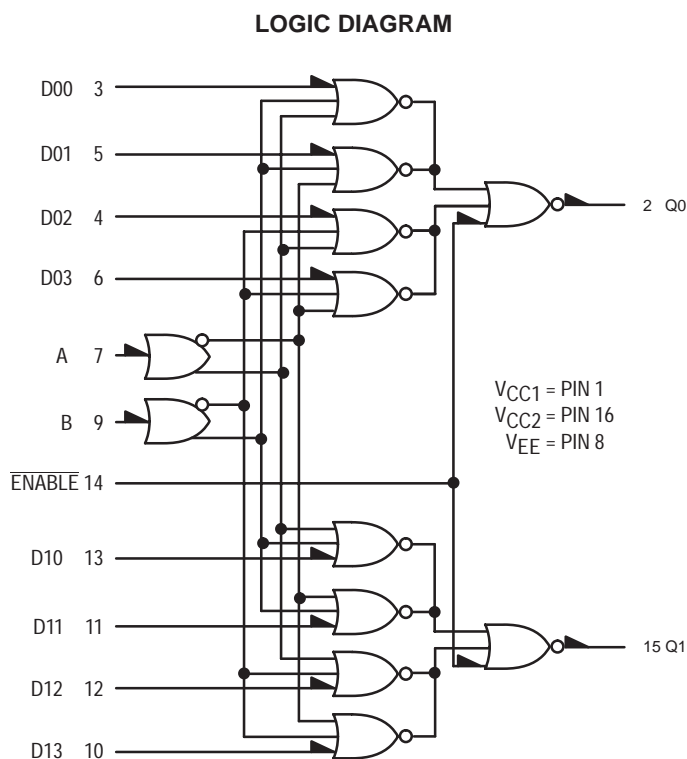 LOGIC DIAGRAM
D00 3
D01 5
D02 4
D03 6
A 7
B 9
ENABLE 14
D10 13
D11 11
D12 12
D13 10
2 Q0
VCC1 = PIN 1
VCC2 = PIN 16
VEE = PIN 8
15 Q1